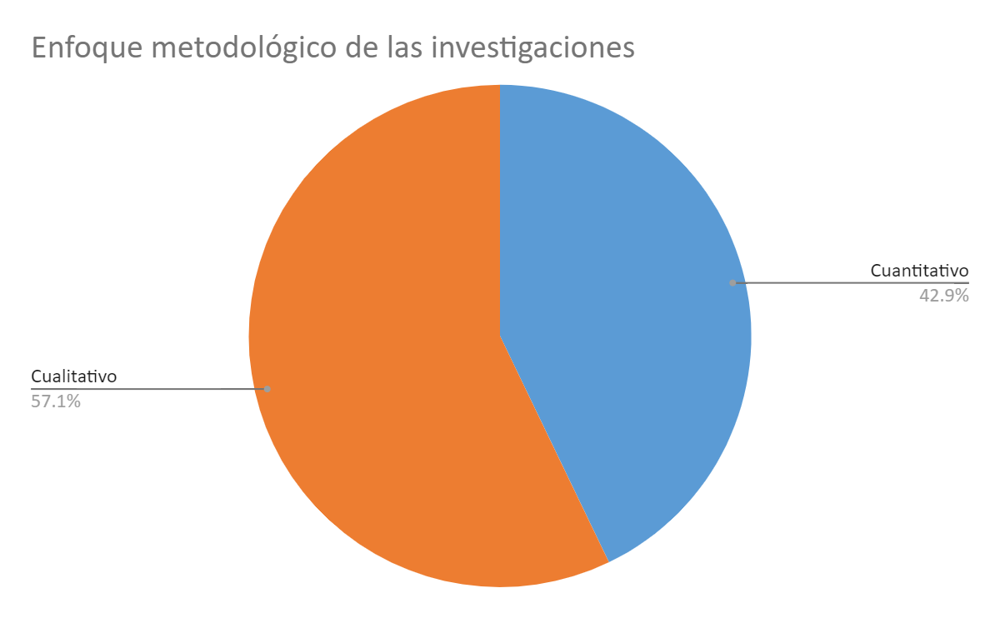 Enfoque metodológico de las investigaciones
Cuantitativo
42.9%
Cualitativo
57.1%